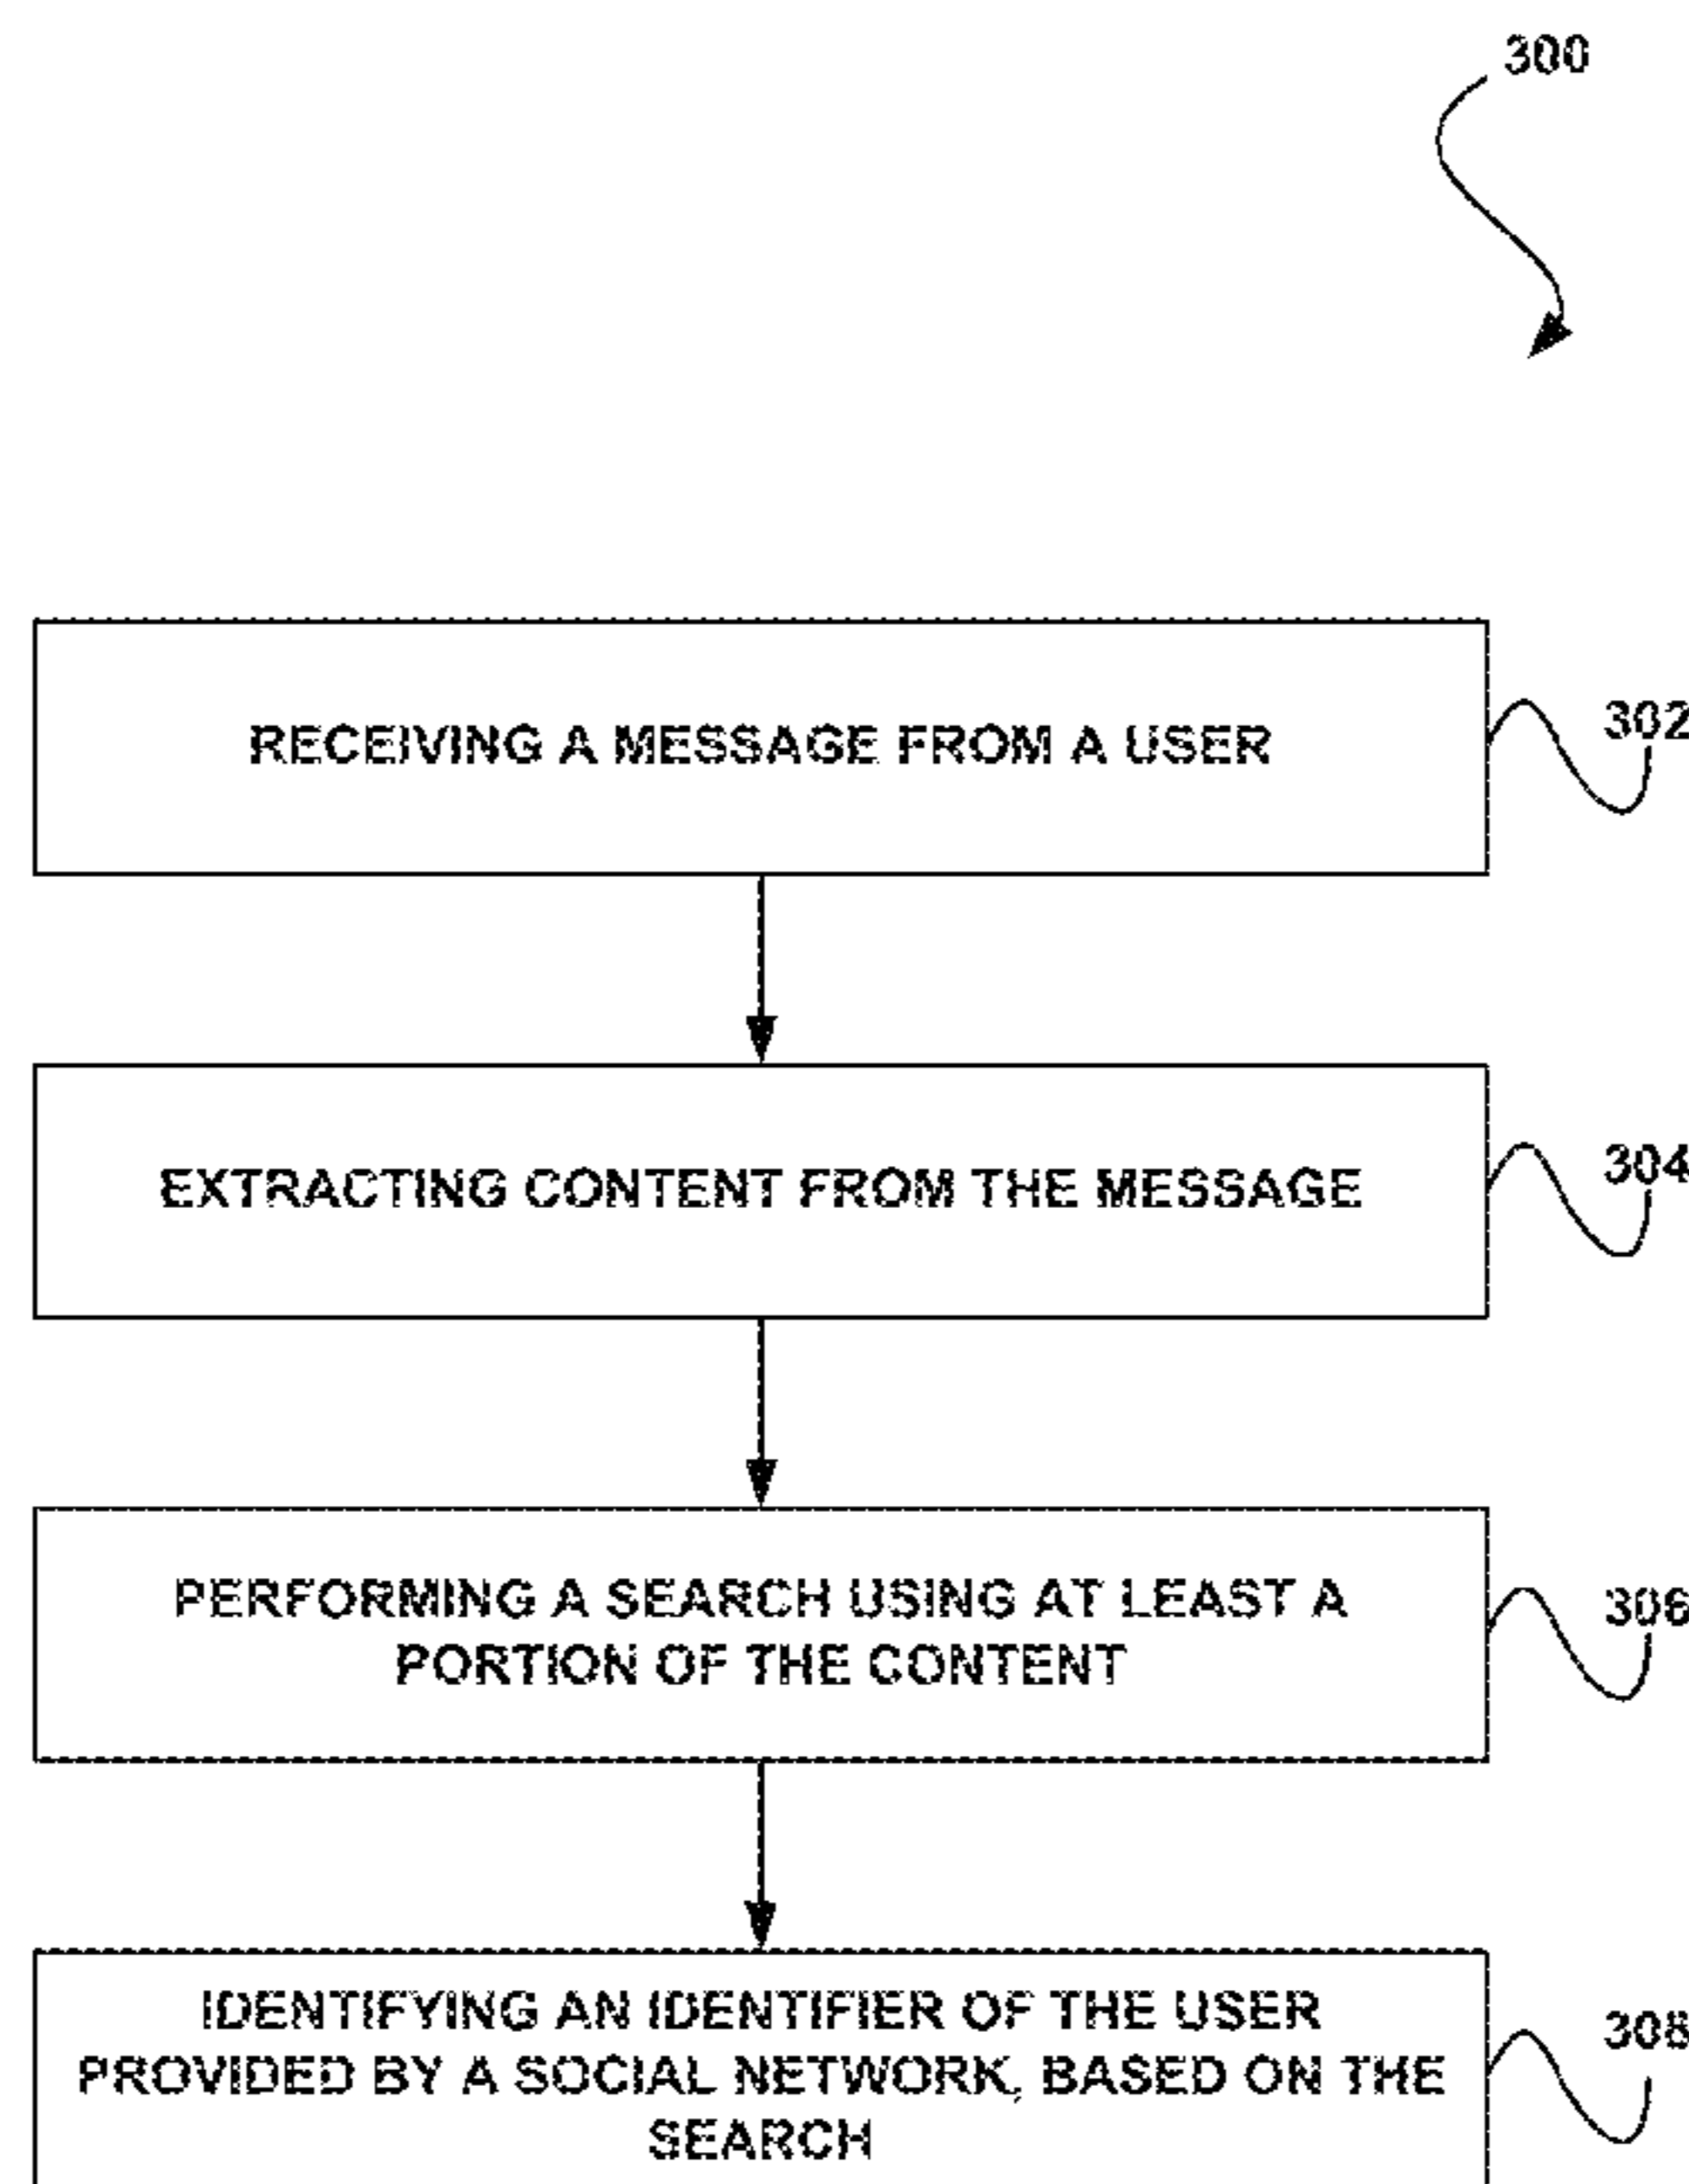 300
RECEIVING A MESSAGE FROM A USER
302
EXTRACTING CONTENT FROM THE MESSAGE
304
PERFORMING A SEARCH USING AT LEAST A
PORTION OF THE CONTENT
306
IDENTIFYING AN IDENTIFIER OF THE USER
PROVIDED BY A SOCIAL NETWORK, BASED ON THE
SEARCH
308